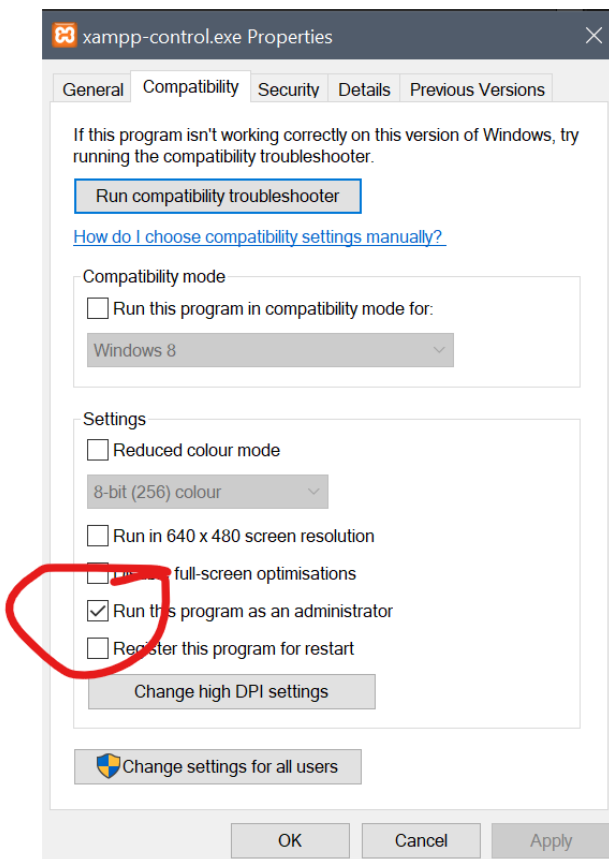 xampp-control.exe Properties
General Compatibility Security Details Previous Versions
If this program isn't working correctly on this version of Windows, try
running the compatibility troubleshooter.
Run compatibility troubleshooter
How do I choose compatibility settings manually?
Compatibility mode
Run this program in compatibility mode for:
Windows 8
Settings
Reduced colour mode
8-bit (256) colour
Run in 640 x 480 screen resolution
Disable full-screen optimisations
Run this program as an administrator
Register this program for restart
Change high DPI settings
Change settings for all users
OK Cancel Apply